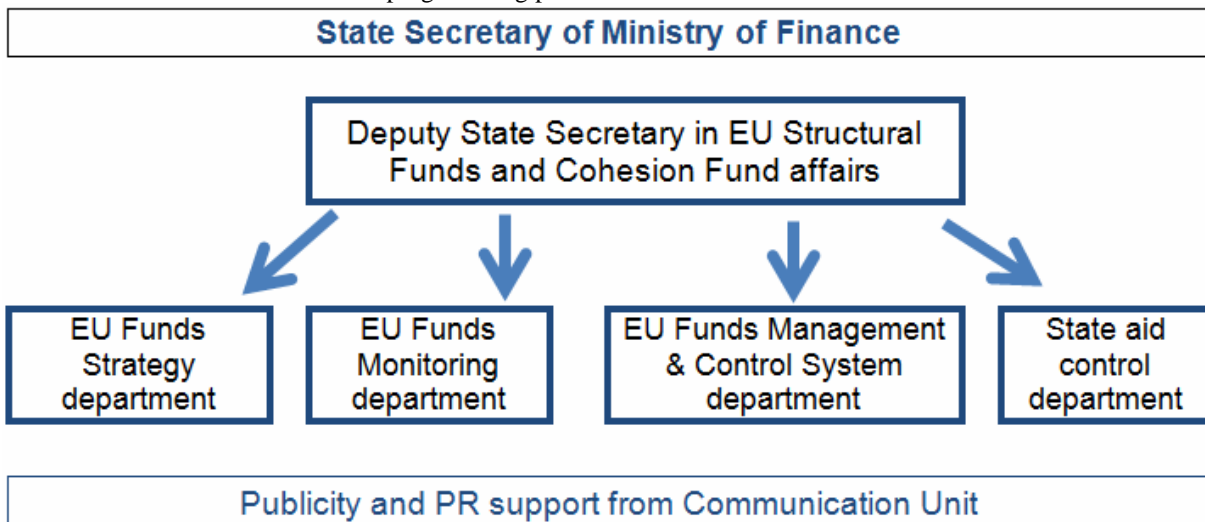 State Secretary of Ministry of Finance
Deputy State Secretary in EU Structural
Funds and Cohesion Fund affairs
EU Funds
Strategy
department
EU Funds
Monitoring
department
EU Funds Management
& Control System
department
State aid
control
department
Publicity and PR support from Communication Unit